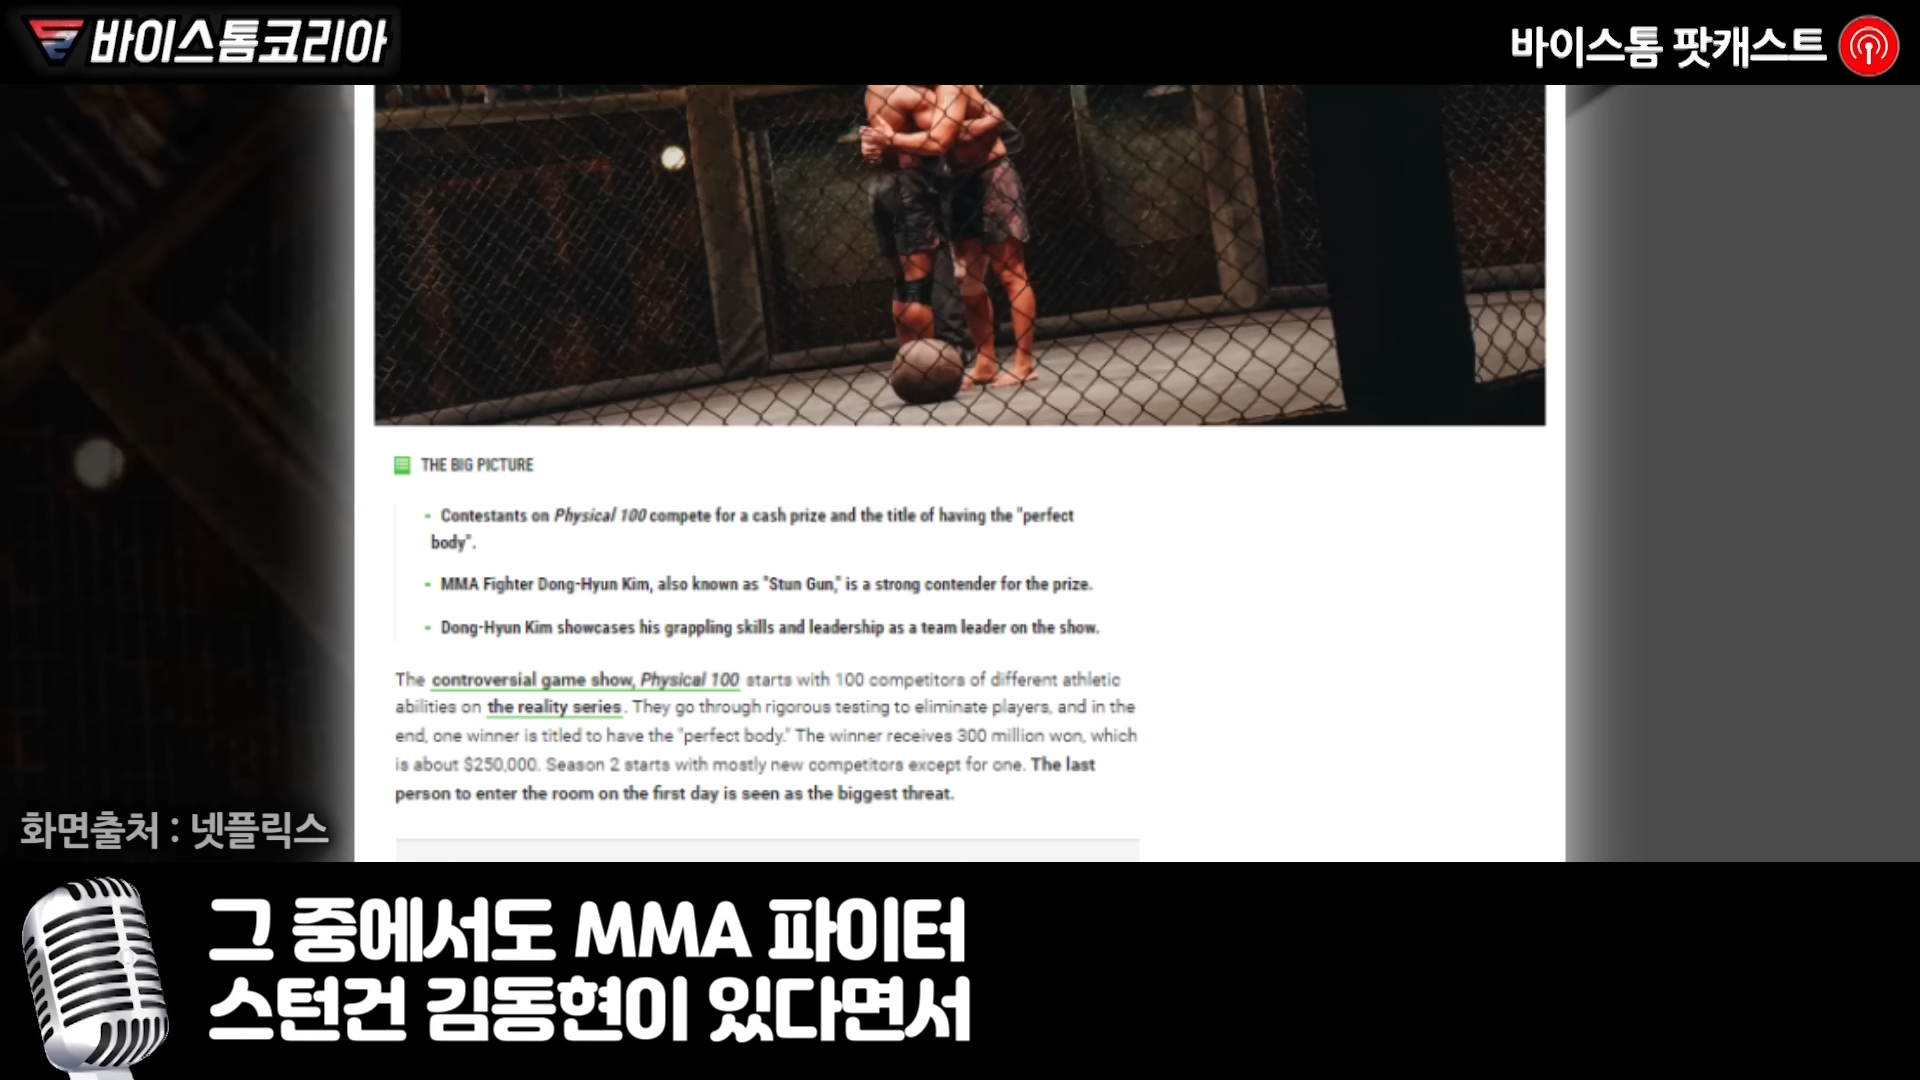 바이스톰코리아
바이스톰 팟캐스트
THE BIG PICTURE
- Contestants on Physical 100 compete for a cash prize and the title of having the "perfect
body".
- MMA Fighter Dong-Hyun Kim, also known as "Stun Gun," is a strong contender for the prize.
- Dong-Hyun Kim showcases his grappling skills and leadership as a team leader on the show.
The controversial game show, Physical 100 starts with 100 competitors of different athletic
abilities on the reality series. They go through rigorous testing to eliminate players, and in the
end, one winner is titled to have the "perfect body." The winner receives 300 million won, which
is about $250,000. Season 2 starts with mostly new competitors except for one. The last
person to enter the room on the first day is seen as the biggest threat.
화면출처 : 넷플릭스
그 중에서도 MMA 파이터
스턴건 김동현이 있다면서